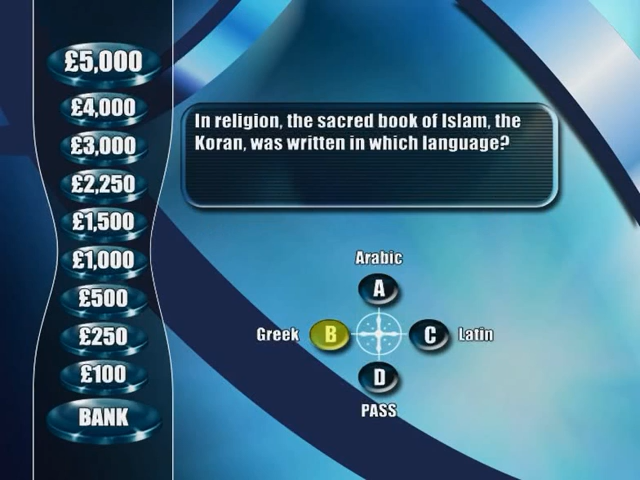 £5,000
£4,000
£3,000
£2,250
£1,500
£1,000
£500
£250
£100
BANK
In religion, the sacred book of Islam, the
Koran, was written in which language?
Arabic
A
Greek B C Latin
D
PASS